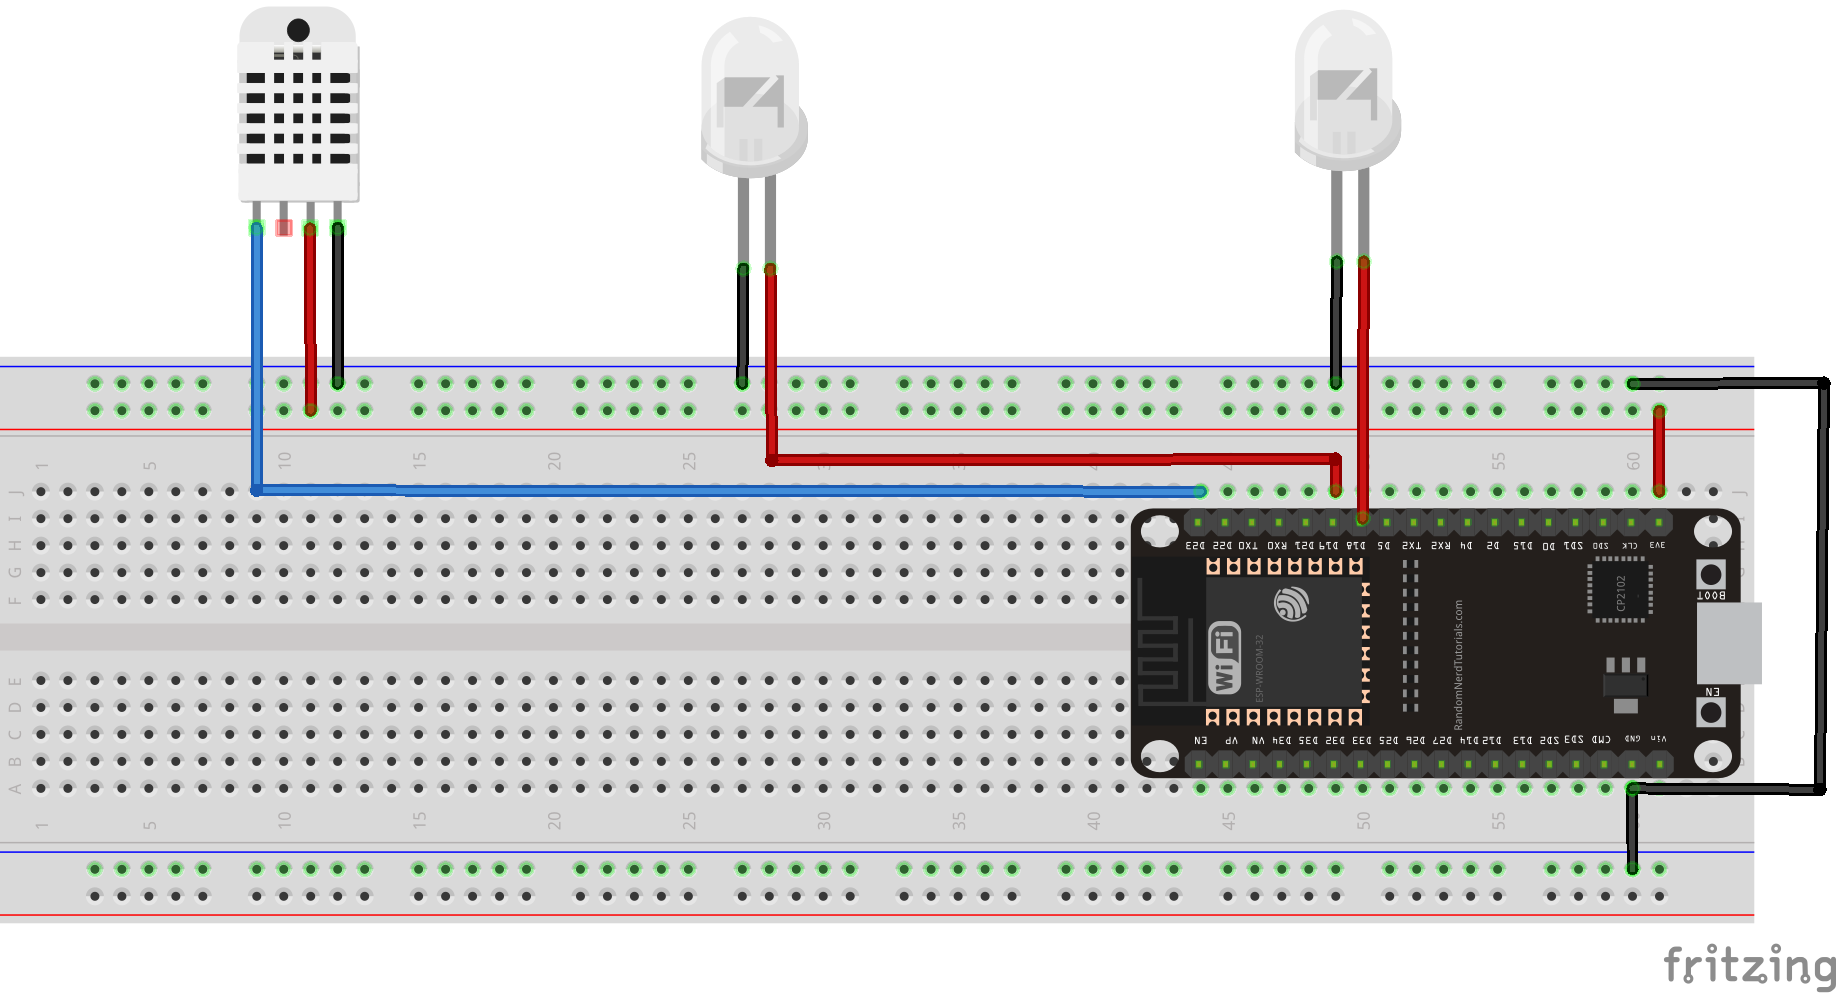 1 5 10 15 20 25 30 35 40 45 50 55 60
J
I
H
G
F
D23 D22 TX0 RX0 D21 D19 D18 D5 TX2 RX2 D4 D2 D15 D0 SD1 SD0 CLK 3V3
BOOT
CP2102
WiFi
ESP-WROOM-32
RandomNerdTutorials.com
EN
EN VP VN D34 D35 D32 D33 D25 D26 D27 D14 D12 D13 SD2 SD3 CMD GND Vin
E
D
C
B
A
1 5 10 15 20 25 30 35 40 45 50 55
fritzing